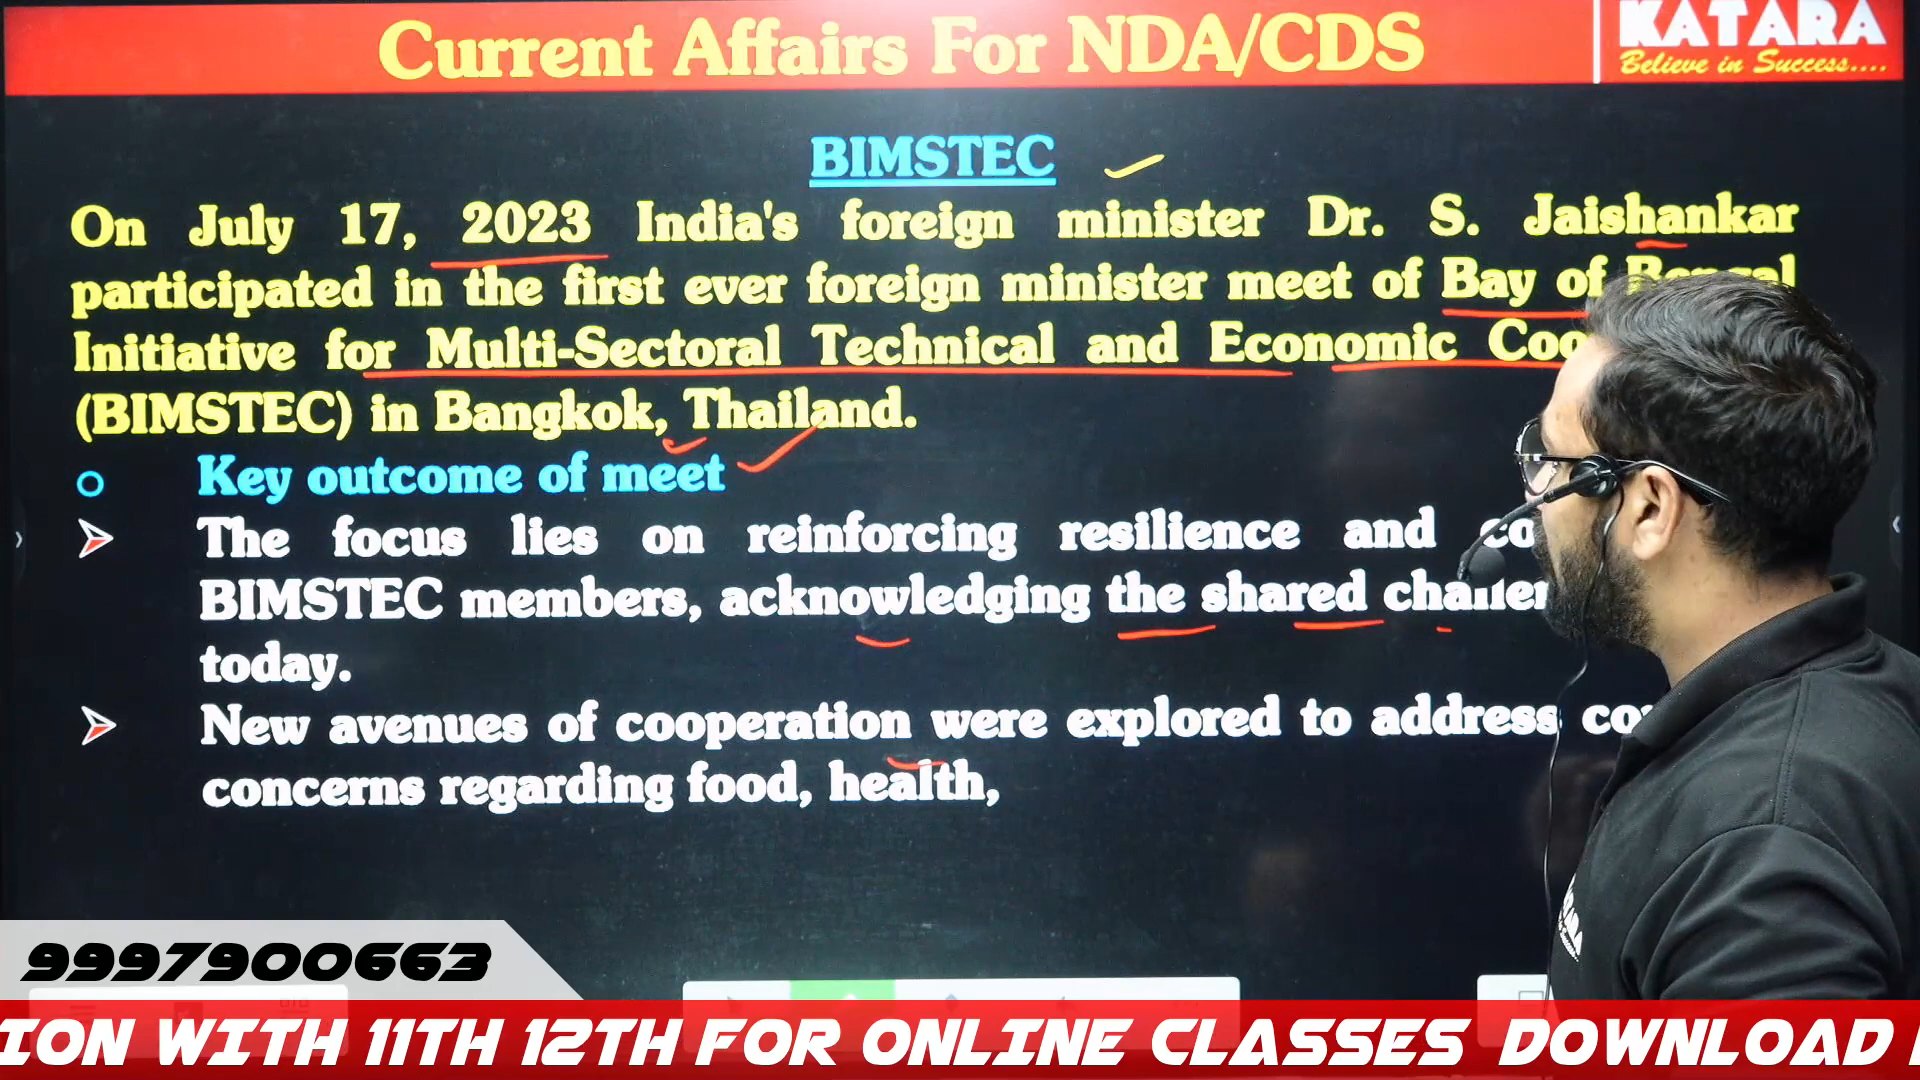 Current Affairs For NDA/CDS
KATARA
Believe in Success....
BIMSTEC
On July 17, 2023 India's foreign minister Dr. S. Jaishankar
participated in the first ever foreign minister meet of Bay of Bengal
Initiative for Multi-Sectoral Technical and Economic
(BIMSTEC) in Bangkok, Thailand.
Key outcome of meet
The focus lies on reinforcing resilience and
BIMSTEC members, acknowledging the shared
today.
New avenues of cooperation were explored to address
concerns regarding food, health,
9997900663
WITH 11TH 12TH FOR ONLINE CLASSES DOWNLOAD